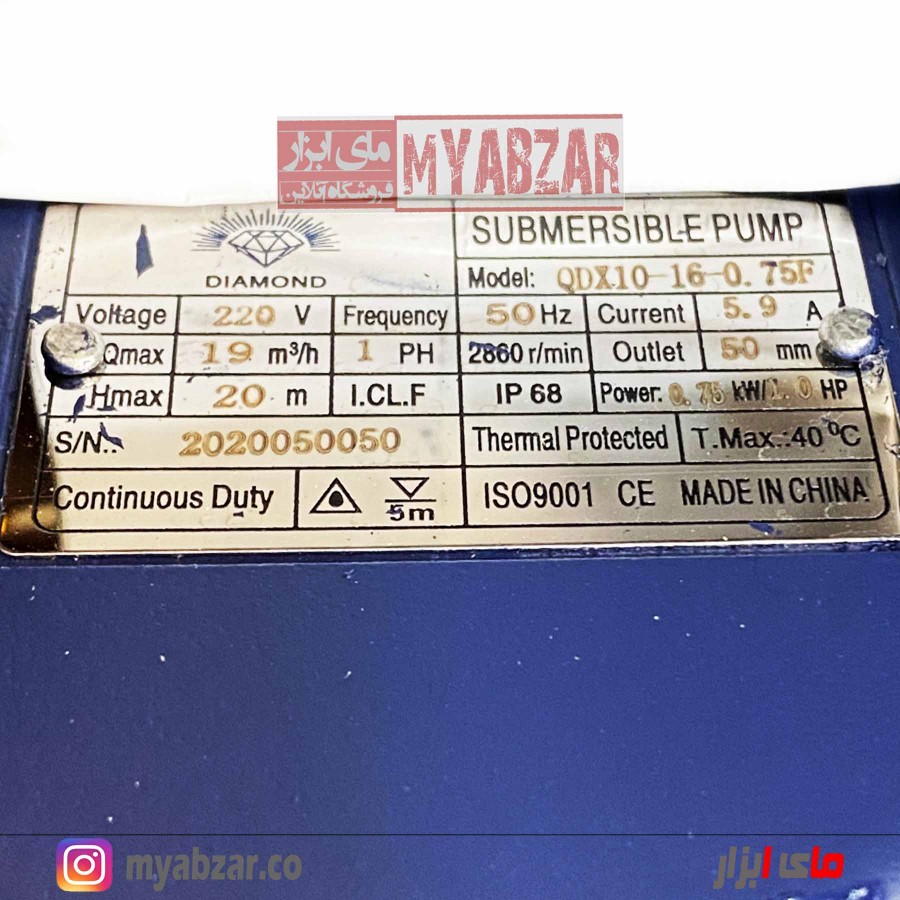 مای ابزار
فروشگاه آنلاین
MYABZAR
DIAMOND
SUBMERSIBLE PUMP
Model: QDX10-16-0.75F
Voltage 220 V Frequency 50 Hz Current 5.9 A
Qmax 19 m³/h 1 PH 2860 r/min Outlet 50 mm
Hmax 20 m I.CL.F IP 68 Power: 0.75 kW/1.0 HP
S/N.: 2020050050 Thermal Protected T.Max.:40 ⁰C
Continuous Duty 5m ISO9001 CE MADE IN CHINA
myabzar.co
مای ابزار